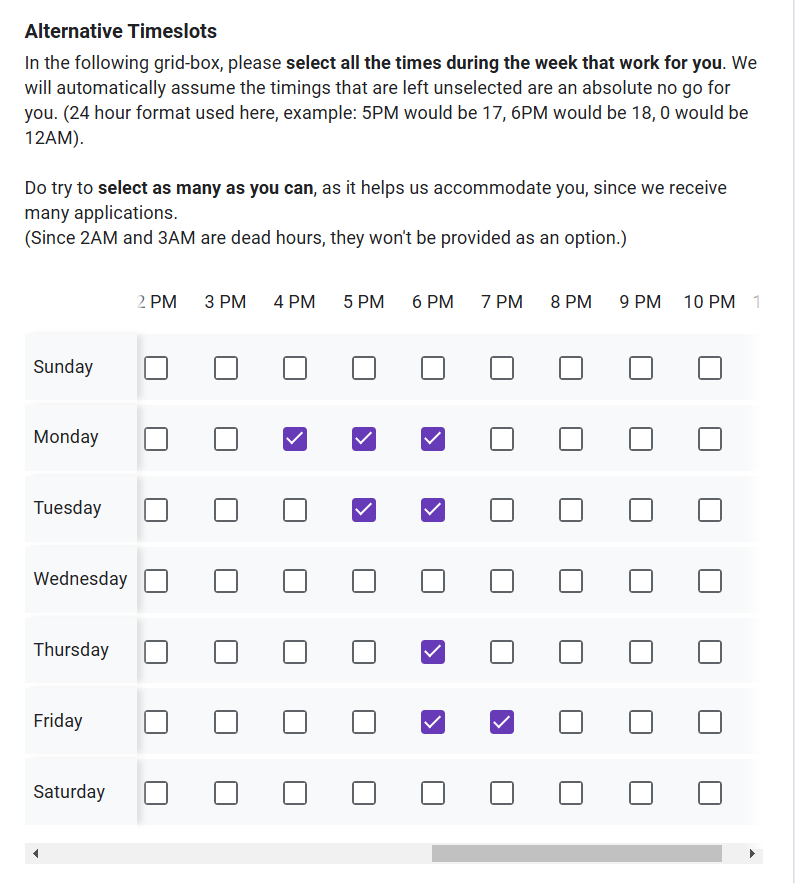 Alternative Timeslots
In the following grid-box, please select all the times during the week that work for you. We
will automatically assume the timings that are left unselected are an absolute no go for
you. (24 hour format used here, example: 5PM would be 17, 6PM would be 18, 0 would be
12AM).
Do try to select as many as you can, as it helps us accommodate you, since we receive
many applications.
(Since 2AM and 3AM are dead hours, they won't be provided as an option.)
2 PM 3 PM 4 PM 5 PM 6 PM 7 PM 8 PM 9 PM 10 PM 1
Sunday
Monday
Tuesday
Wednesday
Thursday
Friday
Saturday